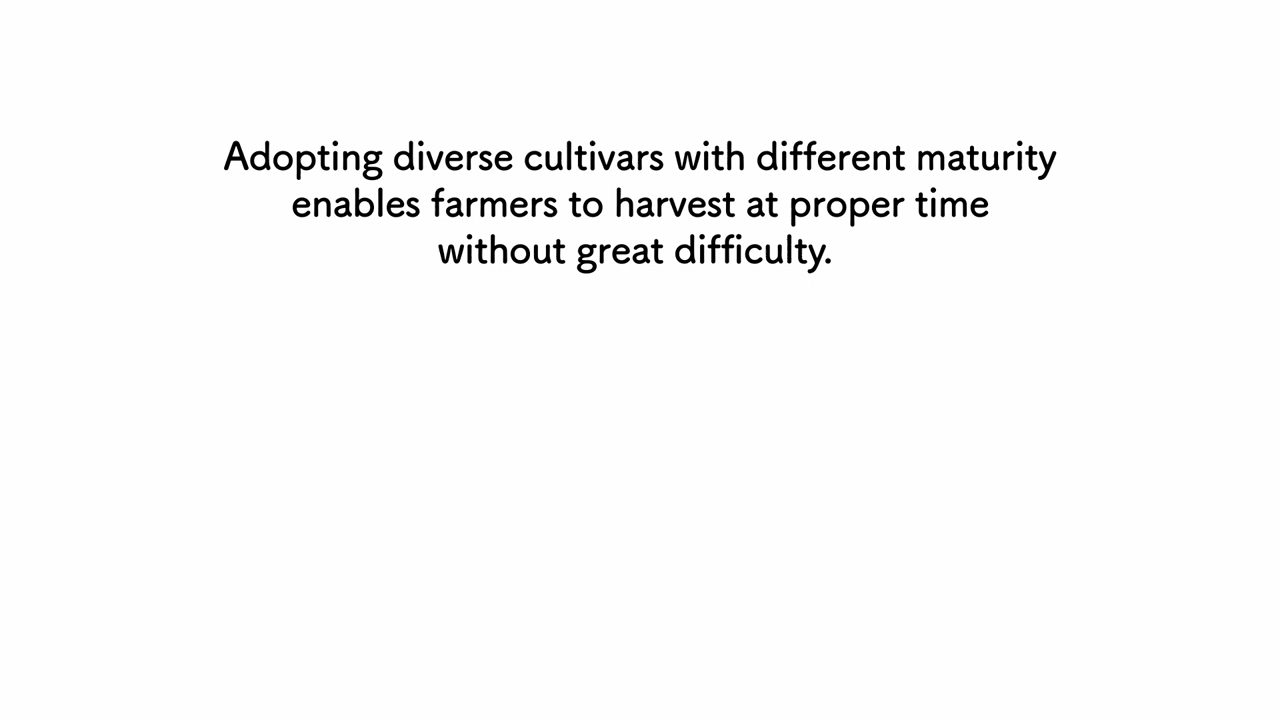 Adopting diverse cultivars with different maturity
enables farmers to harvest at proper time
without great difficulty.